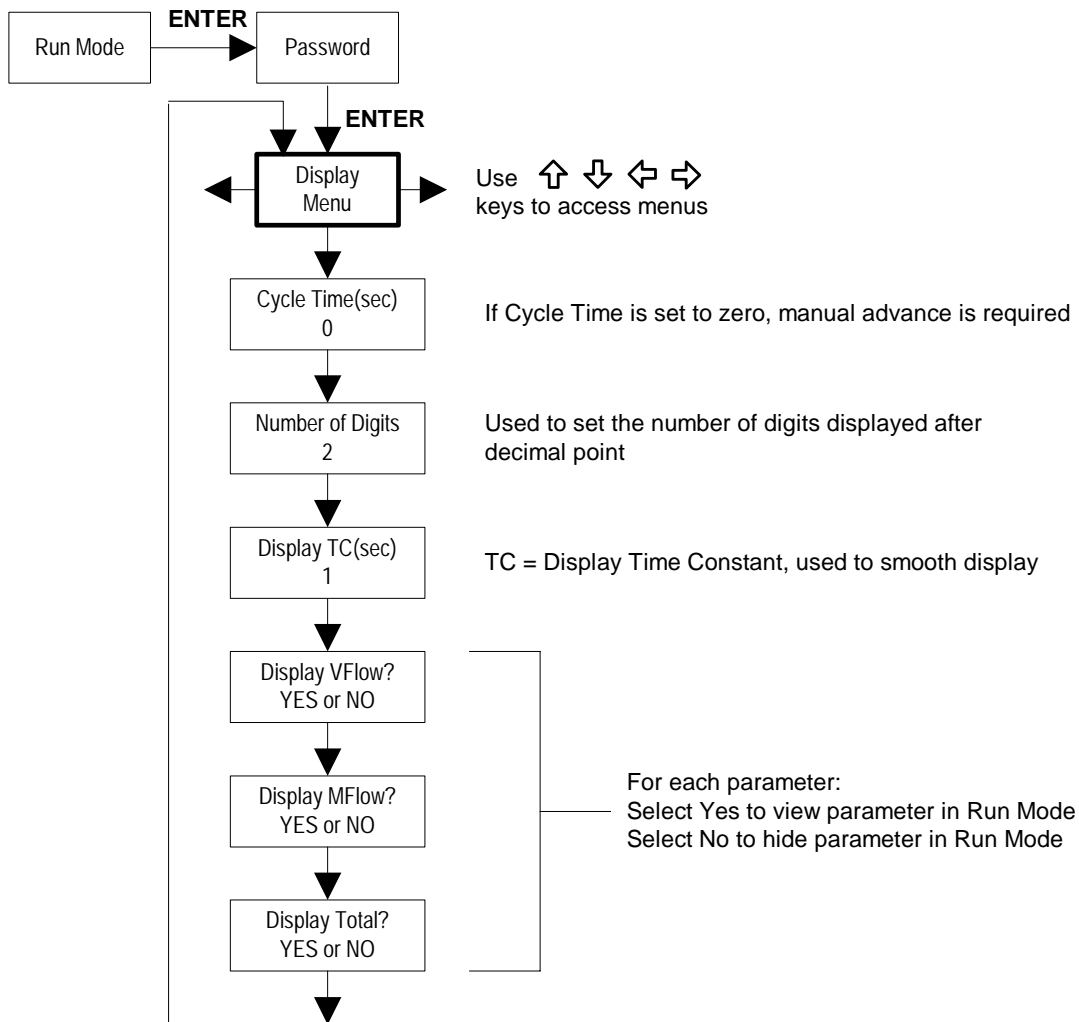 ENTER
Run Mode
Password
ENTER
Display
Menu
Use
keys to access menus
Cycle Time(sec)
0
If Cycle Time is set to zero, manual advance is required
Number of Digits
2
Used to set the number of digits displayed after
decimal point
Display TC(sec)
1
TC = Display Time Constant, used to smooth display
Display VFlow?
YES or NO
Display MFlow?
YES or NO
For each parameter:
Select Yes to view parameter in Run Mode
Select No to hide parameter in Run Mode
Display Total?
YES or NO